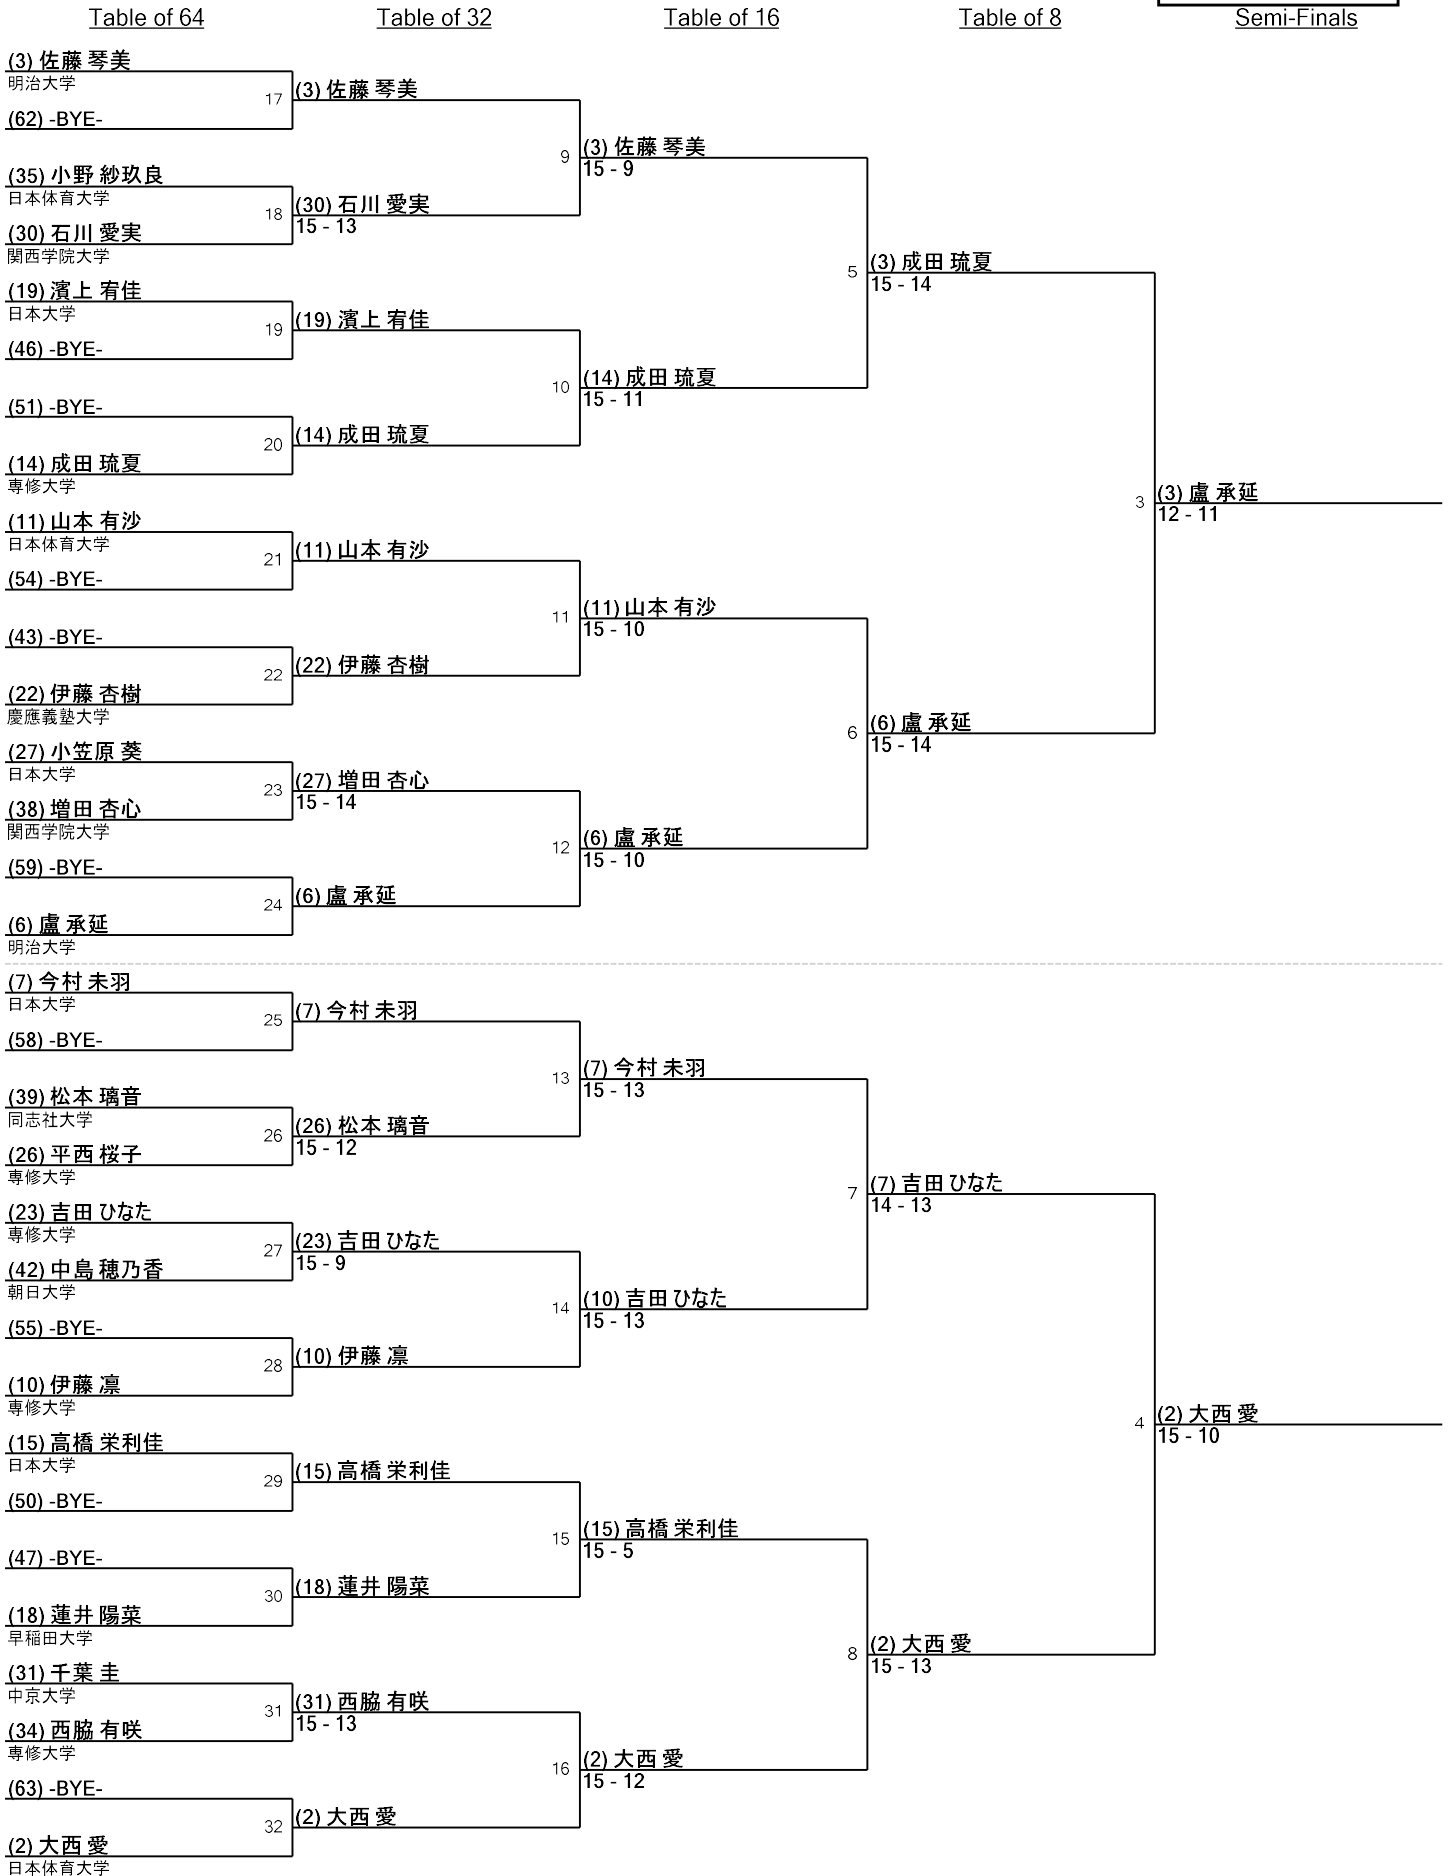 Table of 64
Table of 32
Table of 16
Table of 8
Semi-Finals
(3) 佐藤 琴美
明治大学
(62) -BYE-
17
(35) 小野 紗玖良
日本体育大学
(30) 石川 愛実
関西学院大学
18
(19) 濱上 宥佳
日本大学
(46) -BYE-
19
(51) -BYE-
(14) 成田 琉夏
専修大学
20
(11) 山本 有沙
日本体育大学
(54) -BYE-
21
(43) -BYE-
(22) 伊藤 杏樹
慶應義塾大学
22
(27) 小笠原 葵
日本大学
(38) 増田 杏心
関西学院大学
23
(59) -BYE-
(6) 盧 承延
明治大学
24
(7) 今村 未羽
日本大学
(58) -BYE-
25
(39) 松本 璃音
同志社大学
(26) 平西 桜子
専修大学
26
(23) 吉田 ひなた
専修大学
(42) 中島 穂乃香
朝日大学
27
(55) -BYE-
(10) 伊藤 凛
専修大学
28
(15) 高橋 栄利佳
日本大学
(50) -BYE-
29
(47) -BYE-
(18) 蓮井 陽菜
早稲田大学
30
(31) 千葉 圭
中京大学
(34) 西脇 有咲
専修大学
31
(63) -BYE-
(2) 大西 愛
日本体育大学
32
(3) 佐藤 琴美
9
(30) 石川 愛実
15 - 13
(19) 濱上 宥佳
10
(14) 成田 琉夏
(11) 山本 有沙
11
(22) 伊藤 杏樹
(27) 増田 杏心
15 - 14
12
(6) 盧 承延
(7) 今村 未羽
13
(26) 松本 璃音
15 - 12
(23) 吉田 ひなた
15 - 9
14
(10) 伊藤 凛
(15) 高橋 栄利佳
15
(18) 蓮井 陽菜
(31) 西脇 有咲
15 - 13
16
(2) 大西 愛
(3) 佐藤 琴美
15 - 9
5
(14) 成田 琉夏
15 - 11
(11) 山本 有沙
15 - 10
6
(6) 盧 承延
15 - 10
(7) 今村 未羽
15 - 13
7
(10) 吉田 ひなた
15 - 13
(15) 高橋 栄利佳
15 - 5
8
(2) 大西 愛
15 - 12
(3) 成田 琉夏
15 - 14
3
(6) 盧 承延
15 - 14
(7) 吉田 ひなた
14 - 13
4
(2) 大西 愛
15 - 13
(3) 盧 承延
12 - 11
(2) 大西 愛
15 - 10